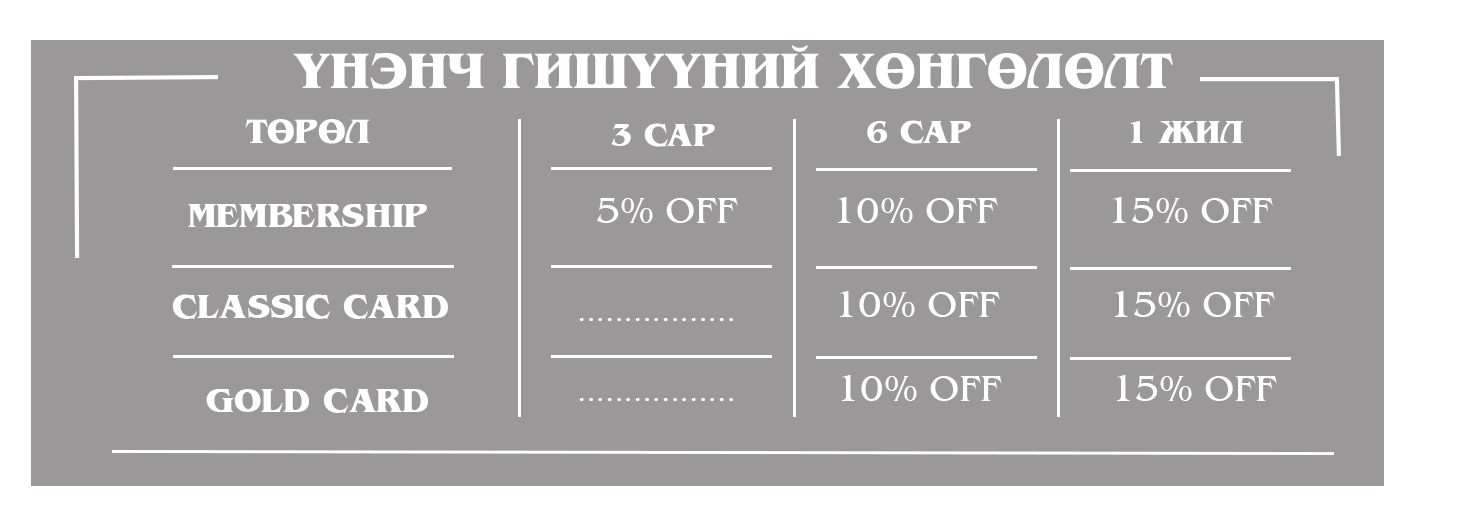 ҮНЭНЧ ГИШҮҮНИЙ ХӨНГӨЛӨЛТ
ТӨРӨЛ 3 САР 6 САР 1 ЖИЛ
MEMBERSHIP 5% OFF 10% OFF 15% OFF
CLASSIC CARD ................. 10% OFF 15% OFF
GOLD CARD ................. 10% OFF 15% OFF